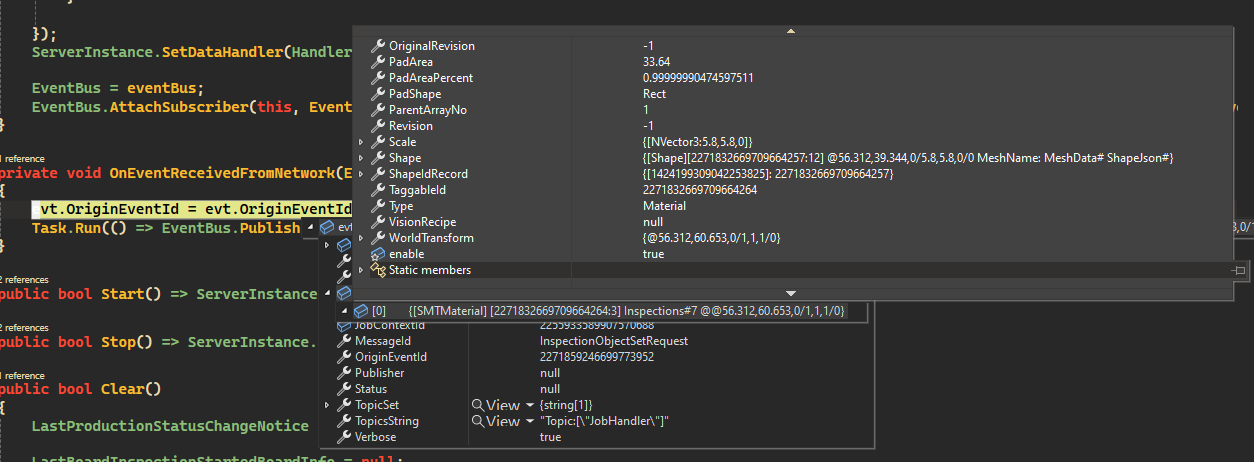 });
ServerInstance.SetDataHandler(Handler
EventBus = eventBus;
EventBus.AttachSubscriber(this, Event
}
1 reference
private void OnEventReceivedFromNetwork(E
{
vt.OriginEventId = evt.OriginEventId
Task.Run(() => EventBus.Publish
}
2 references
public bool Start() => ServerInstance
2 references
public bool Stop() => ServerInstance.
1 reference
public bool Clear()
{
LastProductionStatusChangeNotice
LastBoardInspectionStartedBoardInfo = null;
OriginalRevision -1
PadArea 33.64
PadAreaPercent 0.99999990474597511
PadShape Rect
ParentArrayNo 1
Revision -1
Scale {[NVector3:5.8,5.8,0]}
Shape {[Shape][2271832669709664257:12] @56.312,39.344,0/5.8,5.8,0/0 MeshName: MeshData# ShapeJson#}
ShapeIdRecord {[1424199309042253825]: 2271832669709664257}
TaggableId 2271832669709664264
Type Material
VisionRecipe null
WorldTransform {@56.312,60.653,0/1,1,1/0}
enable true
Static members
[0] {[SMTMaterial] [2271832669709664264:3] Inspections#7 @@56.312,60.653,0/1,1,1/0}
JobContextId 2255933589907570688
MessageId InspectionObjectSetRequest
OriginEventId 2271859246699773952
Publisher null
Status null
TopicSet View {string[1]}
TopicsString View "Topic:[\"JobHandler\"]"
Verbose true